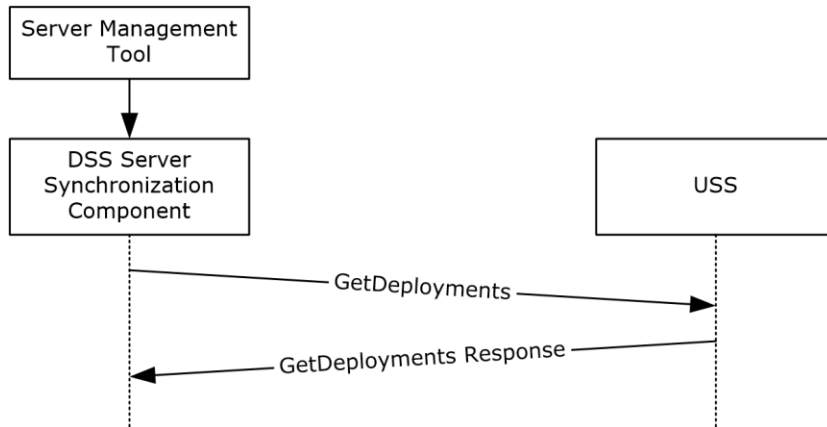 Server Management
Tool
DSS Server
Synchronization
Component
USS
GetDeployments
GetDeployments Response